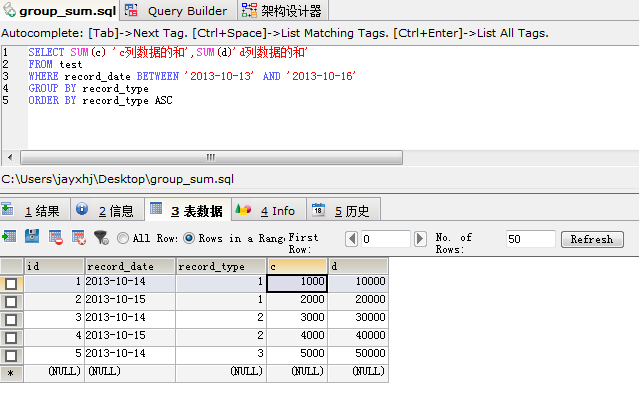 group_sum.sql Query Builder 架构设计器
Autocomplete: [Tab]->Next Tag. [Ctrl+Space]->List Matching Tags. [Ctrl+Enter]->List All Tags.
1 SELECT SUM(c) 'c列数据的和',SUM(d)'d列数据的和'
2 FROM test
3 WHERE record_date BETWEEN '2013-10-13' AND '2013-10-16'
4 GROUP BY record_type
5 ORDER BY record_type ASC
C:\Users\jayxhj\Desktop\group_sum.sql
1 结果 2 信息 3 表数据 4 Info 5 历史
All Row: Rows in a Rang First Row: 0 No. of Rows: 50 Refresh
id record_date record_type c d
1 2013-10-14 1 1000 10000
2 2013-10-15 1 2000 20000
3 2013-10-14 2 3000 30000
4 2013-10-15 2 4000 40000
5 2013-10-14 3 5000 50000
* (NULL) (NULL) (NULL) (NULL) (NULL)